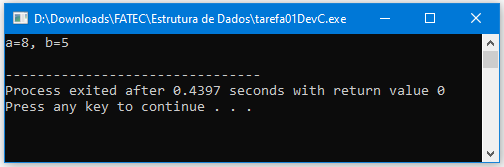 D:\Downloads\FATEC\Estrutura de Dados\tarefa01DevC.exe
a=8, b=5
--------------------------------
Process exited after 0.4397 seconds with return value 0
Press any key to continue . . .